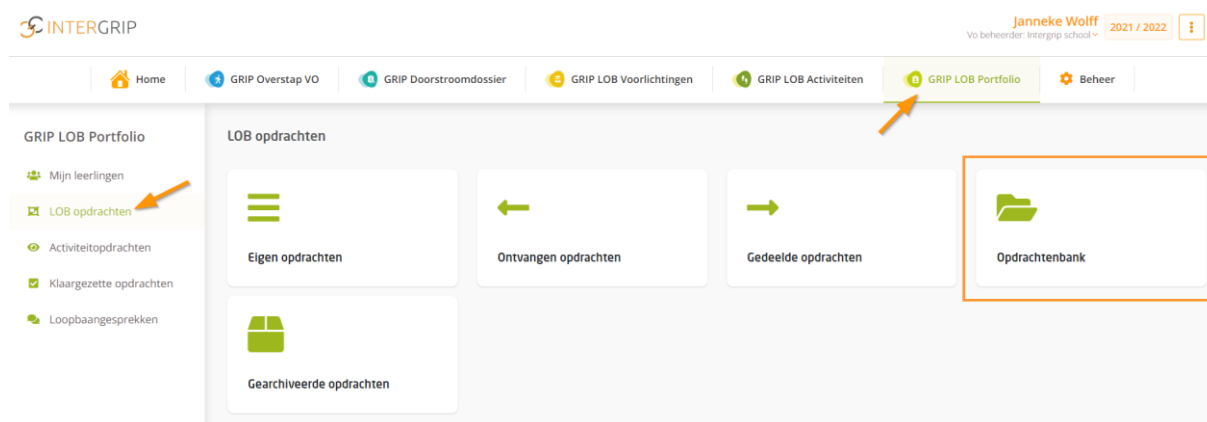 INTERGRIP
Janneke Wolff
Vo beheerder: Intergrip school
2021 / 2022
Home
GRIP Overstap VO
GRIP Doorstroomdossier
GRIP LOB Voorlichtingen
GRIP LOB Activiteiten
GRIP LOB Portfolio
Beheer
GRIP LOB Portfolio
Mijn leerlingen
LOB opdrachten
Activiteitopdrachten
Klaargezette opdrachten
Loopbaangesprekken
LOB opdrachten
Eigen opdrachten
Ontvangen opdrachten
Gedeelde opdrachten
Opdrachtenbank
Gearchiveerde opdrachten